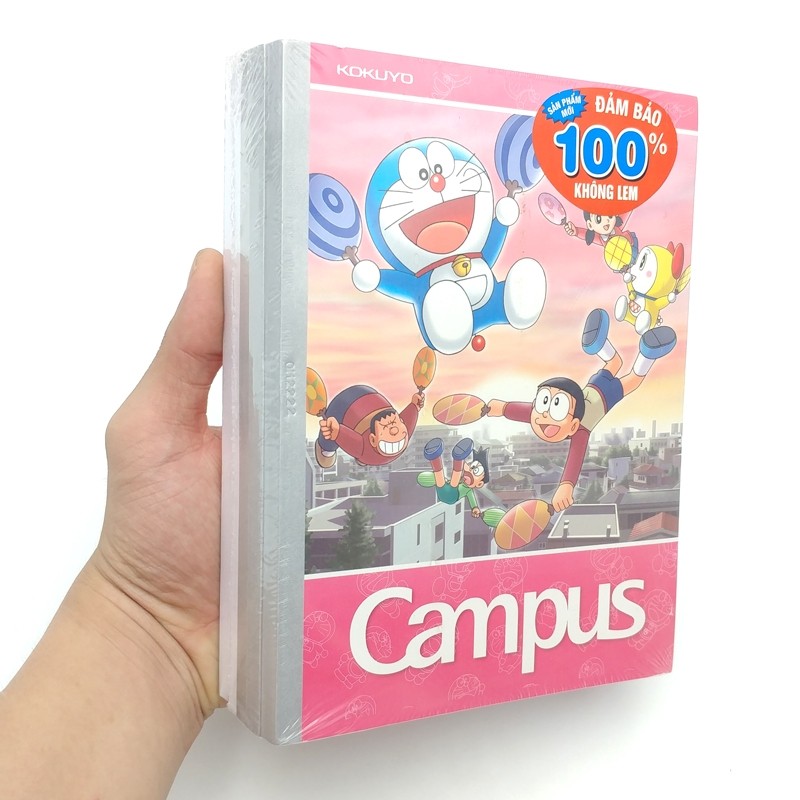 KOKUYO
SẢN PHẨM
MỚI
ĐẢM BẢO
100%
KHÔNG LEM
Campus